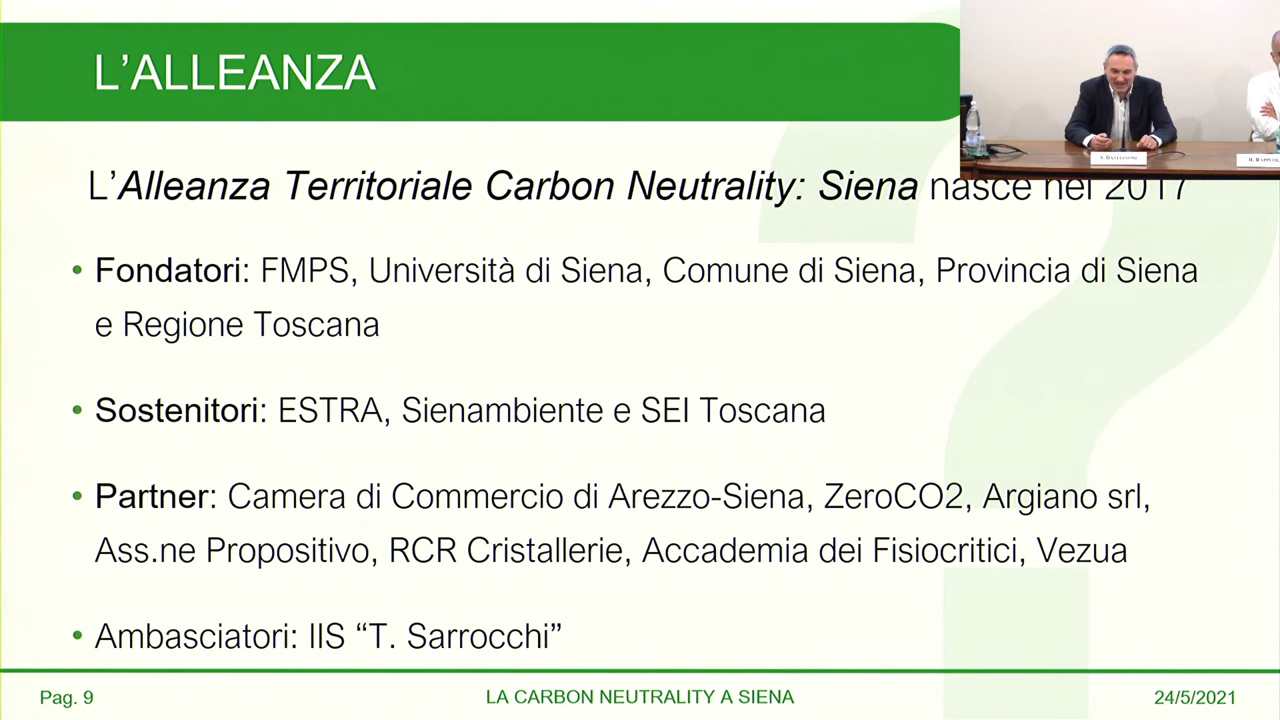 L'ALLEANZA
L'Alleanza Territoriale Carbon Neutrality: Siena nasce nel 2017
• Fondatori: FMPS, Università di Siena, Comune di Siena, Provincia di Siena
e Regione Toscana
• Sostenitori: ESTRA, Sienambiente e SEI Toscana
• Partner: Camera di Commercio di Arezzo-Siena, ZeroCO2, Argiano srl,
Ass.ne Propositivo, RCR Cristallerie, Accademia dei Fisiocritici, Vezua
• Ambasciatori: IIS “T. Sarrocchi”
Pag. 9
LA CARBON NEUTRALITY A SIENA
24/5/2021